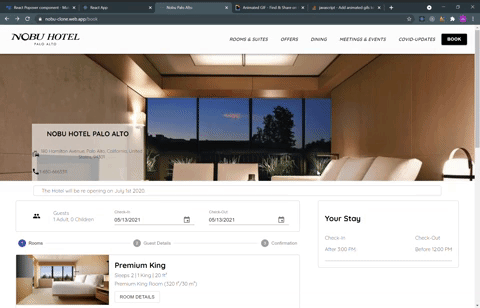 React Popover component - Mater
React App
Nobu Palo Alto
Animated GIF - Find & Share on
javascript - Add animated gifs to
nobu-clone.web.app/book
NOBU HOTEL
PALO ALTO
ROOMS & SUITES
OFFERS
DINING
MEETINGS & EVENTS
COVID-UPDATES
BOOK
NOBU HOTEL PALO ALTO
180 Hamilton Avenue, Palo Alto, California, United
States, 94301
The Hotel will be re opening on July 1st 2020.
Guests
1 Adult, 0 Children
Check-In
05/13/2021
Check-Out
05/13/2021
1 Rooms
2 Guest Details
3 Confirmation
Your Stay
Check-In
Check-Out
After 3:00 PM
Before 12:00 PM
Premium King
Sleeps 2 | 1 King | 20 ft²
Premium King Room (320 f²/30 m²)
ROOM DETAILS